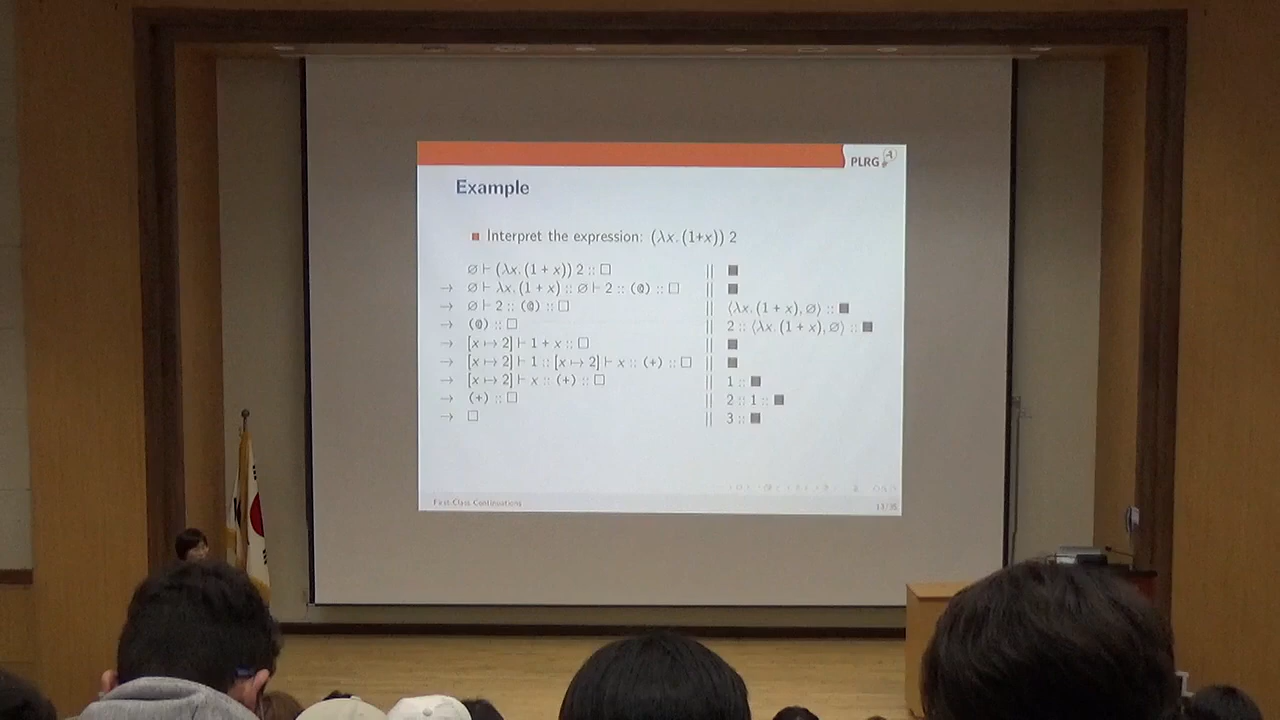 PLRG
Example
Interpret the expression: (λx.(1+x)) 2
∅ ⊢ (λx.(1 + x)) 2 :: □ || ■
→ ∅ ⊢ λx.(1 + x) :: ∅ ⊢ 2 :: (@) :: □ || ■
→ ∅ ⊢ 2 :: (@) :: □ || ⟨λx.(1 + x), ∅⟩ :: ■
→ (@) :: □ || 2 :: ⟨λx.(1 + x), ∅⟩ :: ■
→ [x ↦ 2] ⊢ 1 + x :: □ || ■
→ [x ↦ 2] ⊢ 1 :: [x ↦ 2] ⊢ x :: (+) :: □ || ■
→ [x ↦ 2] ⊢ x :: (+) :: □ || 1 :: ■
→ (+) :: □ || 2 :: 1 :: ■
→ □ || 3 :: ■
First-Class Continuations